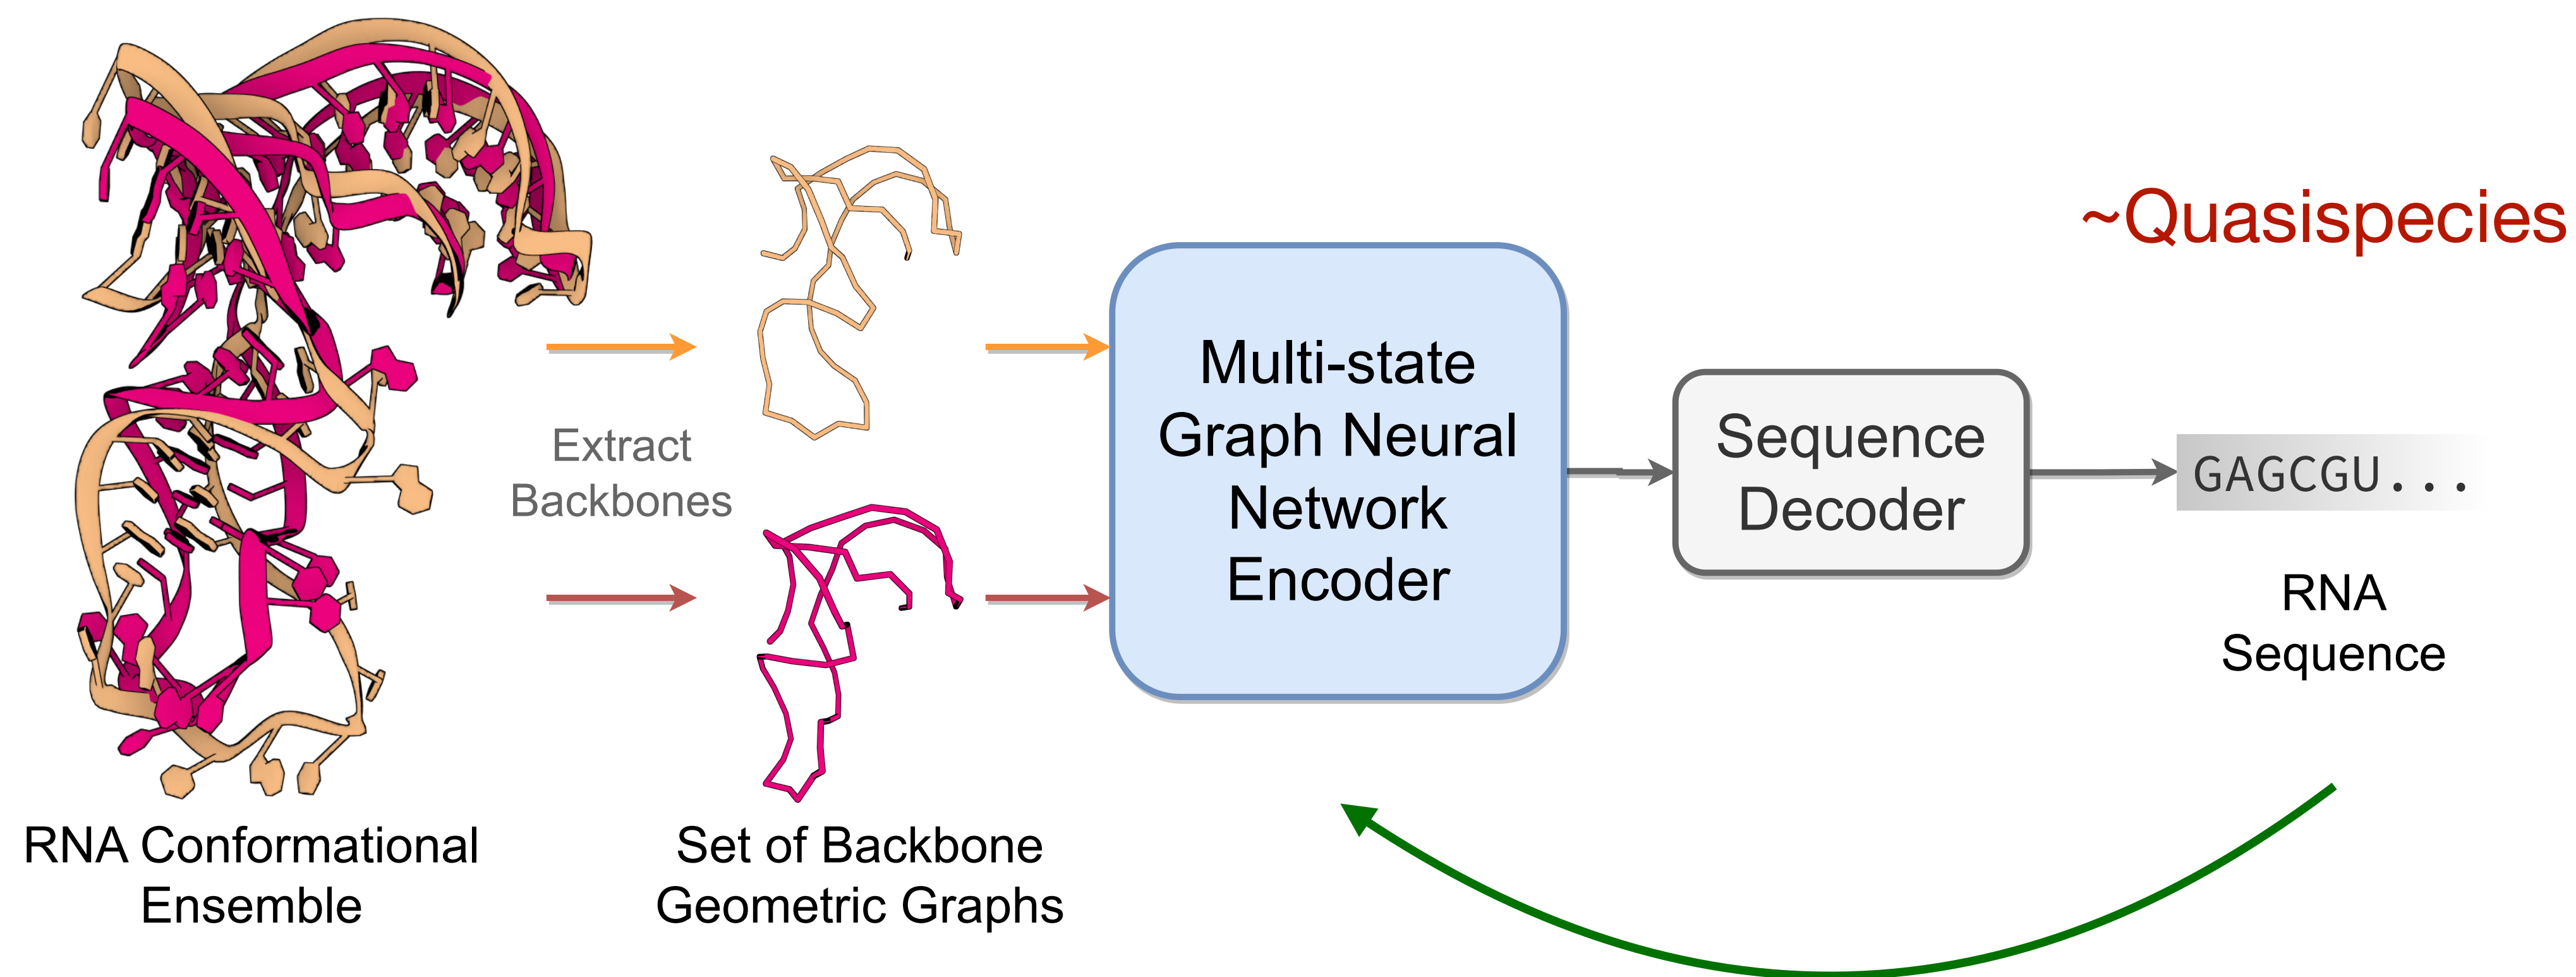 ~Quasispecies
Extract
Backbones
Multi-state
Graph Neural
Network
Encoder
Sequence
Decoder
GAGCGU...
RNA
Sequence
RNA Conformational
Ensemble
Set of Backbone
Geometric Graphs